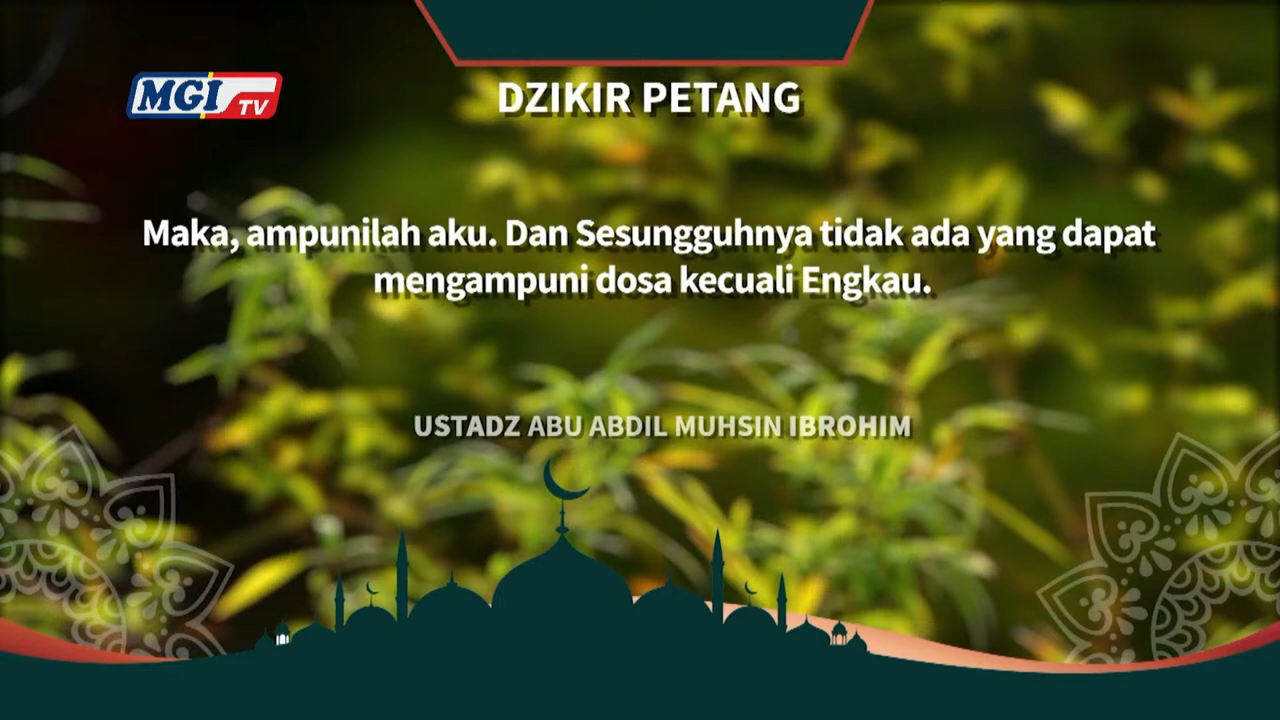 MGI TV
DZIKIR PETANG
Maka, ampunilah aku. Dan Sesungguhnya tidak ada yang dapat
mengampuni dosa kecuali Engkau.
USTADZ ABU ABDIL MUHSIN IBROHIM